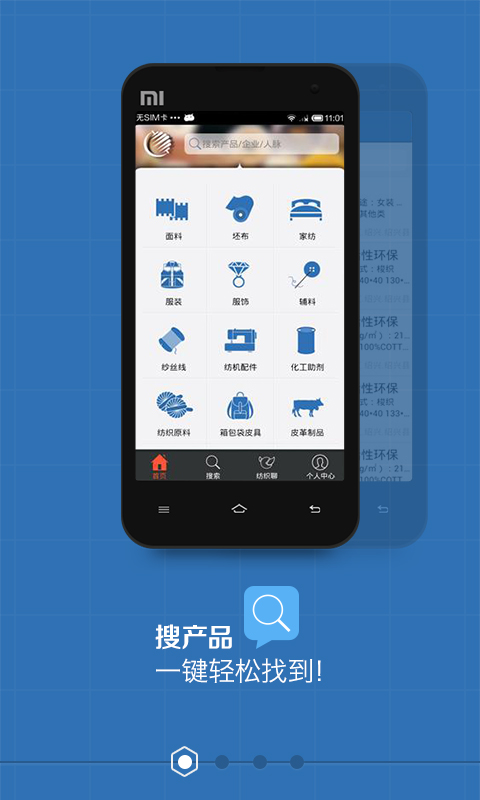 MI
无SIM卡 ••• 11:01
搜索产品/企业/人脉
面料 坯布 家纺
服装 服饰 辅料
纱丝线 纺机配件 化工助剂
纺织原料 箱包袋皮具 皮革制品
首页 搜索 纺织聊 个人中心
途：女装 ...
其他类
性环保
式：梭织
40*40 130*...
性环保
g/㎡）: 21...
100%COTT...
性环保
式：梭织
40*40 133*...
性环保
g/㎡）: 21...
100%COTT...
搜产品
一键轻松找到!